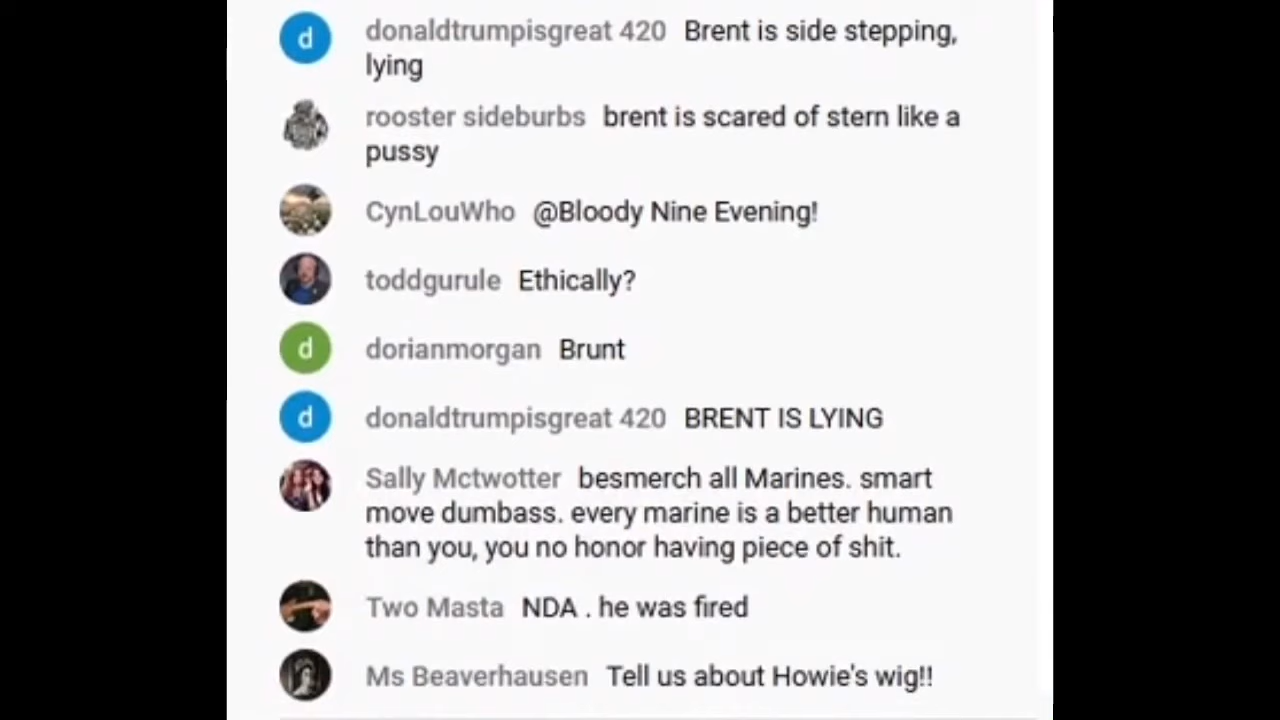 d donaldtrumpisgreat 420 Brent is side stepping,
lying
rooster sideburbs brent is scared of stern like a
pussy
CynLouWho @Bloody Nine Evening!
toddgurule Ethically?
d dorianmorgan Brunt
d donaldtrumpisgreat 420 BRENT IS LYING
Sally Mctwotter besmerch all Marines. smart
move dumbass. every marine is a better human
than you, you no honor having piece of shit.
Two Masta NDA . he was fired
Ms Beaverhausen Tell us about Howie's wig!!